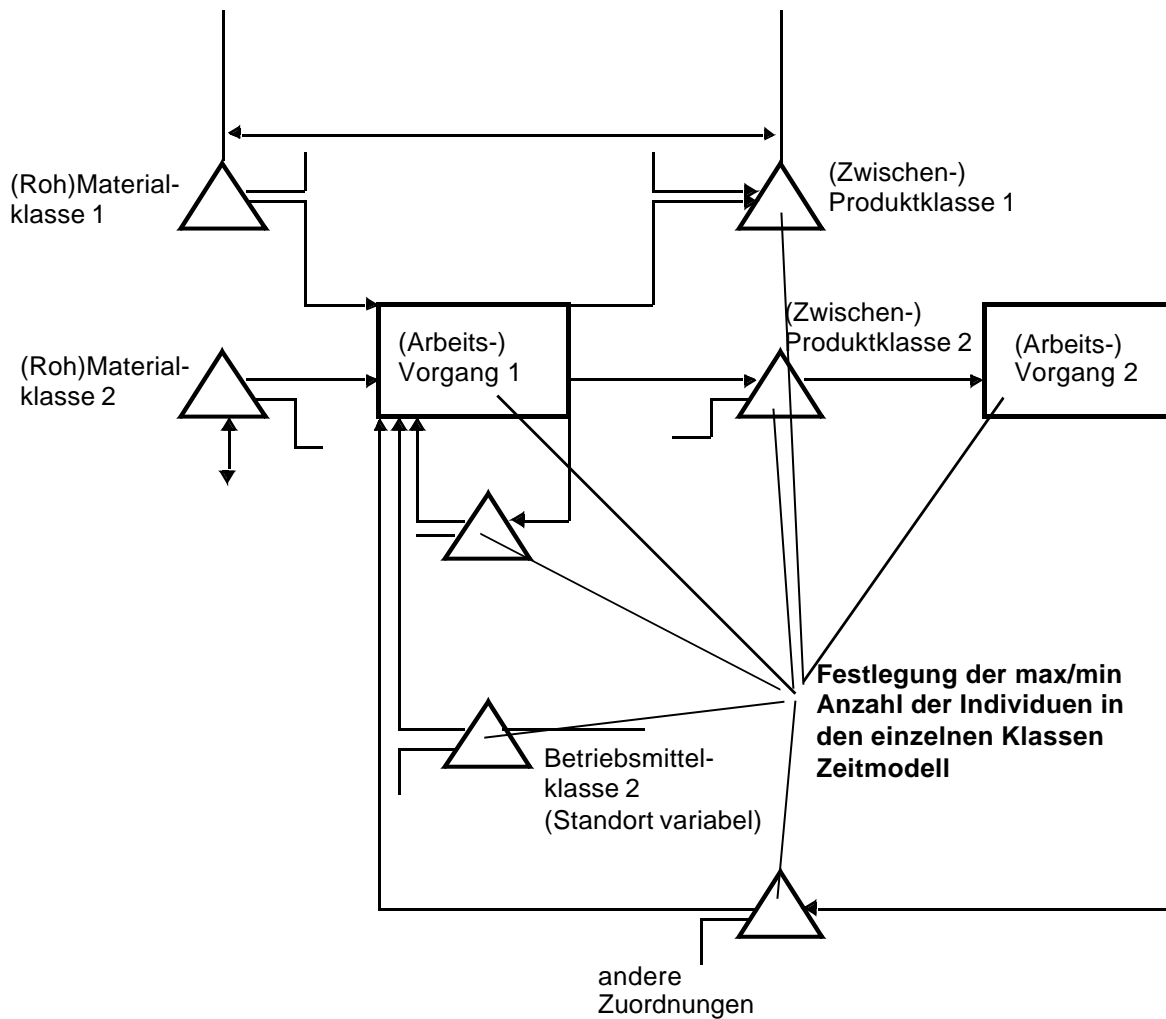 (Roh)Material-
klasse 1
(Zwischen-)
Produktklasse 1
(Roh)Material-
klasse 2
(Arbeits-)
Vorgang 1
(Zwischen-)
Produktklasse 2
(Arbeits-)
Vorgang 2
Festlegung der max/min
Anzahl der Individuen in
den einzelnen Klassen
Zeitmodell
Betriebsmittel-
klasse 2
(Standort variabel)
andere
Zuordnungen